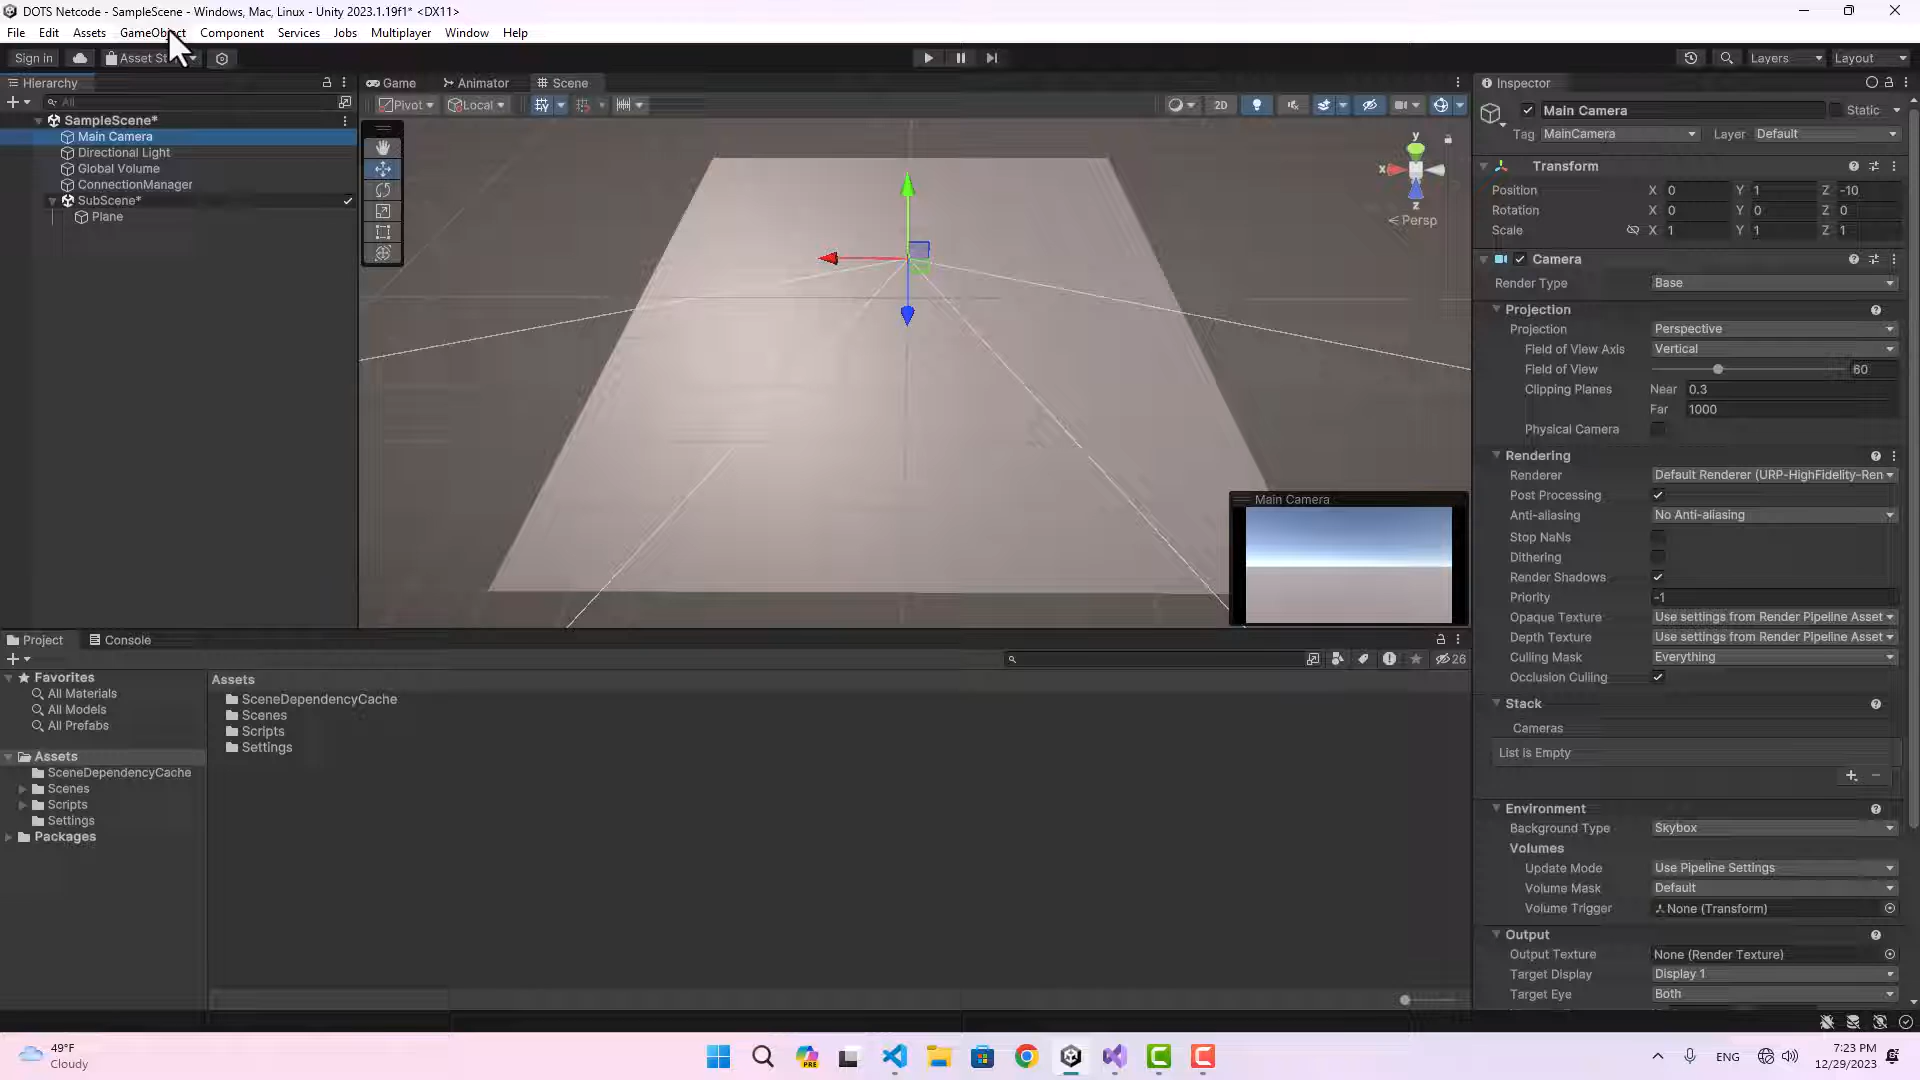 DOTS Netcode - SampleScene - Windows, Mac, Linux - Unity 2023.1.19f1* <DX11>
File Edit Assets GameObject Component Services Jobs Multiplayer Window Help
Sign in Asset St Layers Layout
Hierarchy Game Animator Scene Inspector
All Pivot Local 2D Main Camera Static
Tag MainCamera Layer Default
SampleScene*
Main Camera
Directional Light
Global Volume
ConnectionManager
SubScene*
Plane
y
x
z
< Persp
Main Camera
Transform
Position X 0 Y 1 Z -10
Rotation X 0 Y 0 Z 0
Scale X 1 Y 1 Z 1
Camera
Render Type Base
Projection
Projection Perspective
Field of View Axis Vertical
Field of View 60
Clipping Planes Near 0.3
Far 1000
Physical Camera
Rendering
Renderer Default Renderer (URP-HighFidelity-Ren
Post Processing
Anti-aliasing No Anti-aliasing
Stop NaNs
Dithering
Render Shadows
Priority -1
Opaque Texture Use settings from Render Pipeline Asset
Depth Texture Use settings from Render Pipeline Asset
Culling Mask Everything
Occlusion Culling
Stack
Cameras
List is Empty
Environment
Background Type Skybox
Volumes
Update Mode Use Pipeline Settings
Volume Mask Default
Volume Trigger None (Transform)
Output
Output Texture None (Render Texture)
Target Display Display 1
Target Eye Both
Project Console
26
Favorites
All Materials
All Models
All Prefabs
Assets
SceneDependencyCache
Scenes
Scripts
Settings
Packages
Assets
SceneDependencyCache
Scenes
Scripts
Settings
49°F
Cloudy
PRE
ENG
7:23 PM
12/29/2023